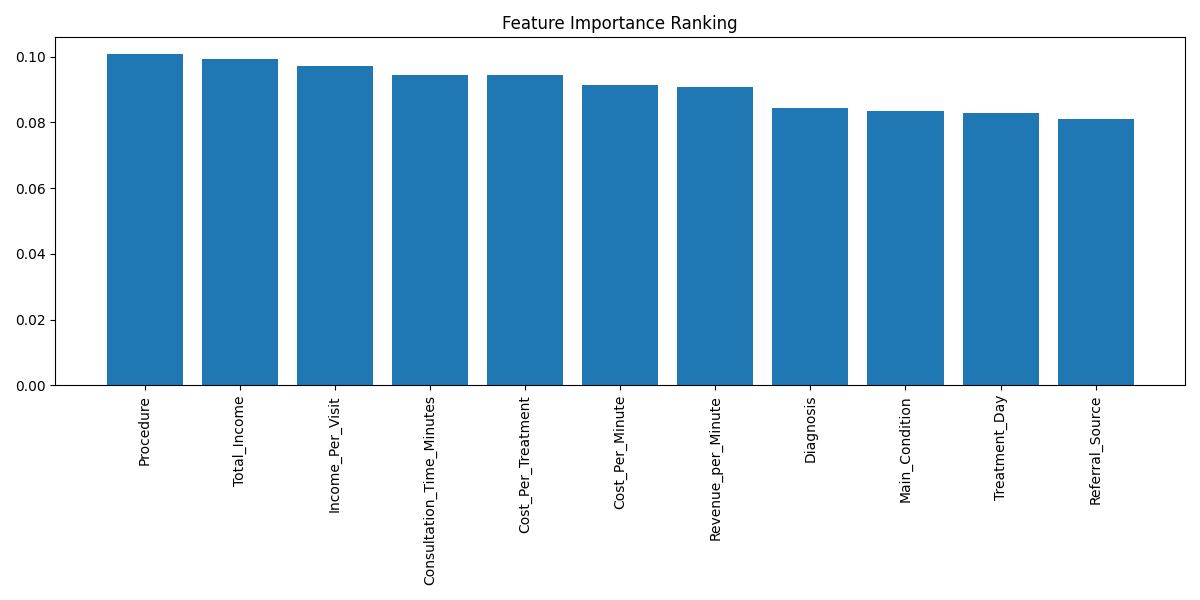 Feature Importance Ranking
0.10
0.08
0.06
0.04
0.02
0.00
Procedure
Total_Income
Income_Per_Visit
Consultation_Time_Minutes
Cost_Per_Treatment
Cost_Per_Minute
Revenue_per_Minute
Diagnosis
Main_Condition
Treatment_Day
Referral_Source